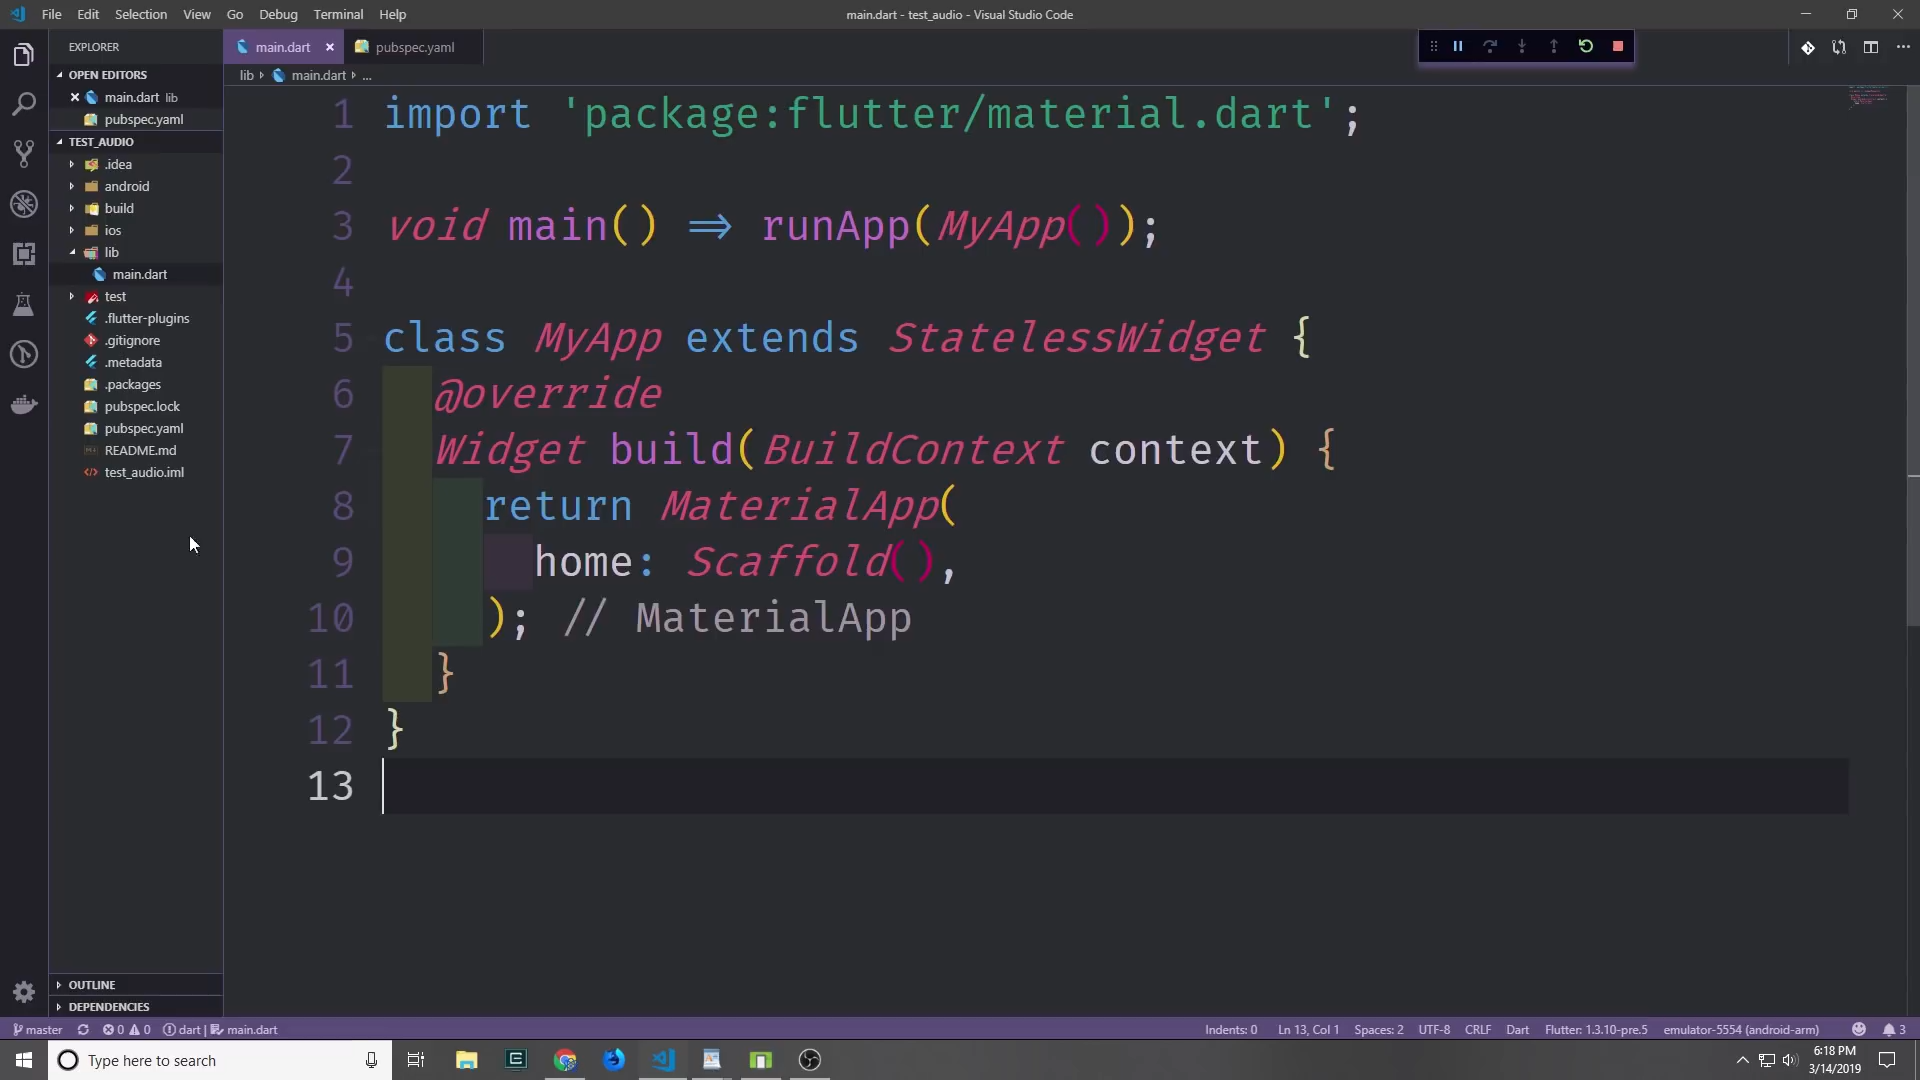 File Edit Selection View Go Debug Terminal Help
main.dart - test_audio - Visual Studio Code
EXPLORER
OPEN EDITORS
main.dart lib
pubspec.yaml
TEST_AUDIO
.idea
android
build
ios
lib
main.dart
test
.flutter-plugins
.gitignore
.metadata
.packages
pubspec.lock
pubspec.yaml
README.md
test_audio.iml
OUTLINE
DEPENDENCIES
main.dart pubspec.yaml
lib main.dart ...
1 import 'package:flutter/material.dart';
2
3 void main() => runApp(MyApp());
4
5 class MyApp extends StatelessWidget {
6 @override
7 Widget build(BuildContext context) {
8 return MaterialApp(
9 home: Scaffold(),
10 ); // MaterialApp
11 }
12 }
13
master 0 0 dart | main.dart
Indents: 0 Ln 13, Col 1 Spaces: 2 UTF-8 CRLF Dart Flutter: 1.3.10-pre.5 emulator-5554 (android-arm) 3
Type here to search
6:18 PM
3/14/2019